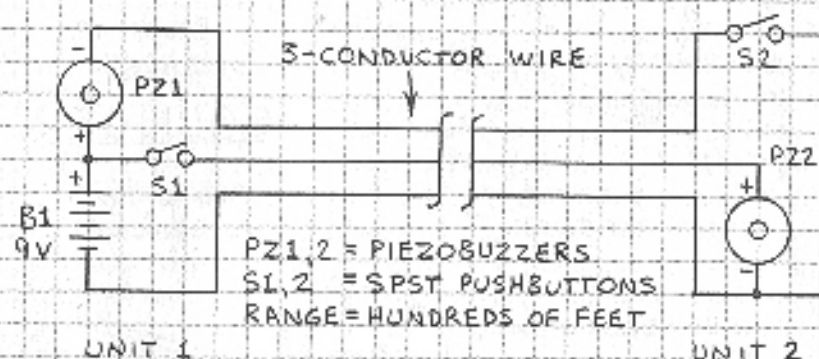 3-CONDUCTOR WIRE
S2
-
PZ1
+
PZ2
S1
+
+
B1
9V
PZ1,2 = PIEZOBUZZERS
S1,2 = SPST PUSHBUTTONS
RANGE = HUNDREDS OF FEET
-
UNIT 1
UNIT 2